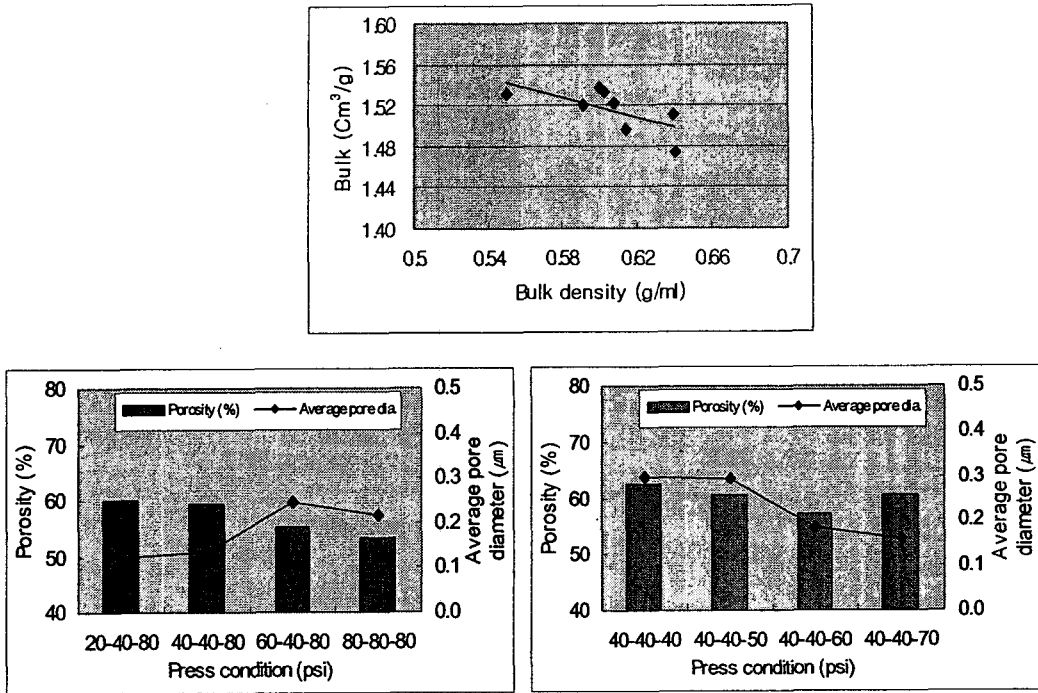 1.60
1.56
1.52
1.48
1.44
1.40
Bulk (Cm³/g)
0.5 0.54 0.58 0.62 0.66 0.7
Bulk density (g/ml)
80
70
60
50
40
Porosity (%)
Porosity (%) Average pore dia.
0.5
0.4
0.3
0.2
0.1
0.0
Average pore
diameter (㎛)
20-40-80 40-40-80 60-40-80 80-80-80
Press condition (psi)
80
70
60
50
40
Porosity (%)
Porosity (%) Average pore dia.
0.5
0.4
0.3
0.2
0.1
0.0
Average pore
diameter (㎛)
40-40-40 40-40-50 40-40-60 40-40-70
Press condition (psi)